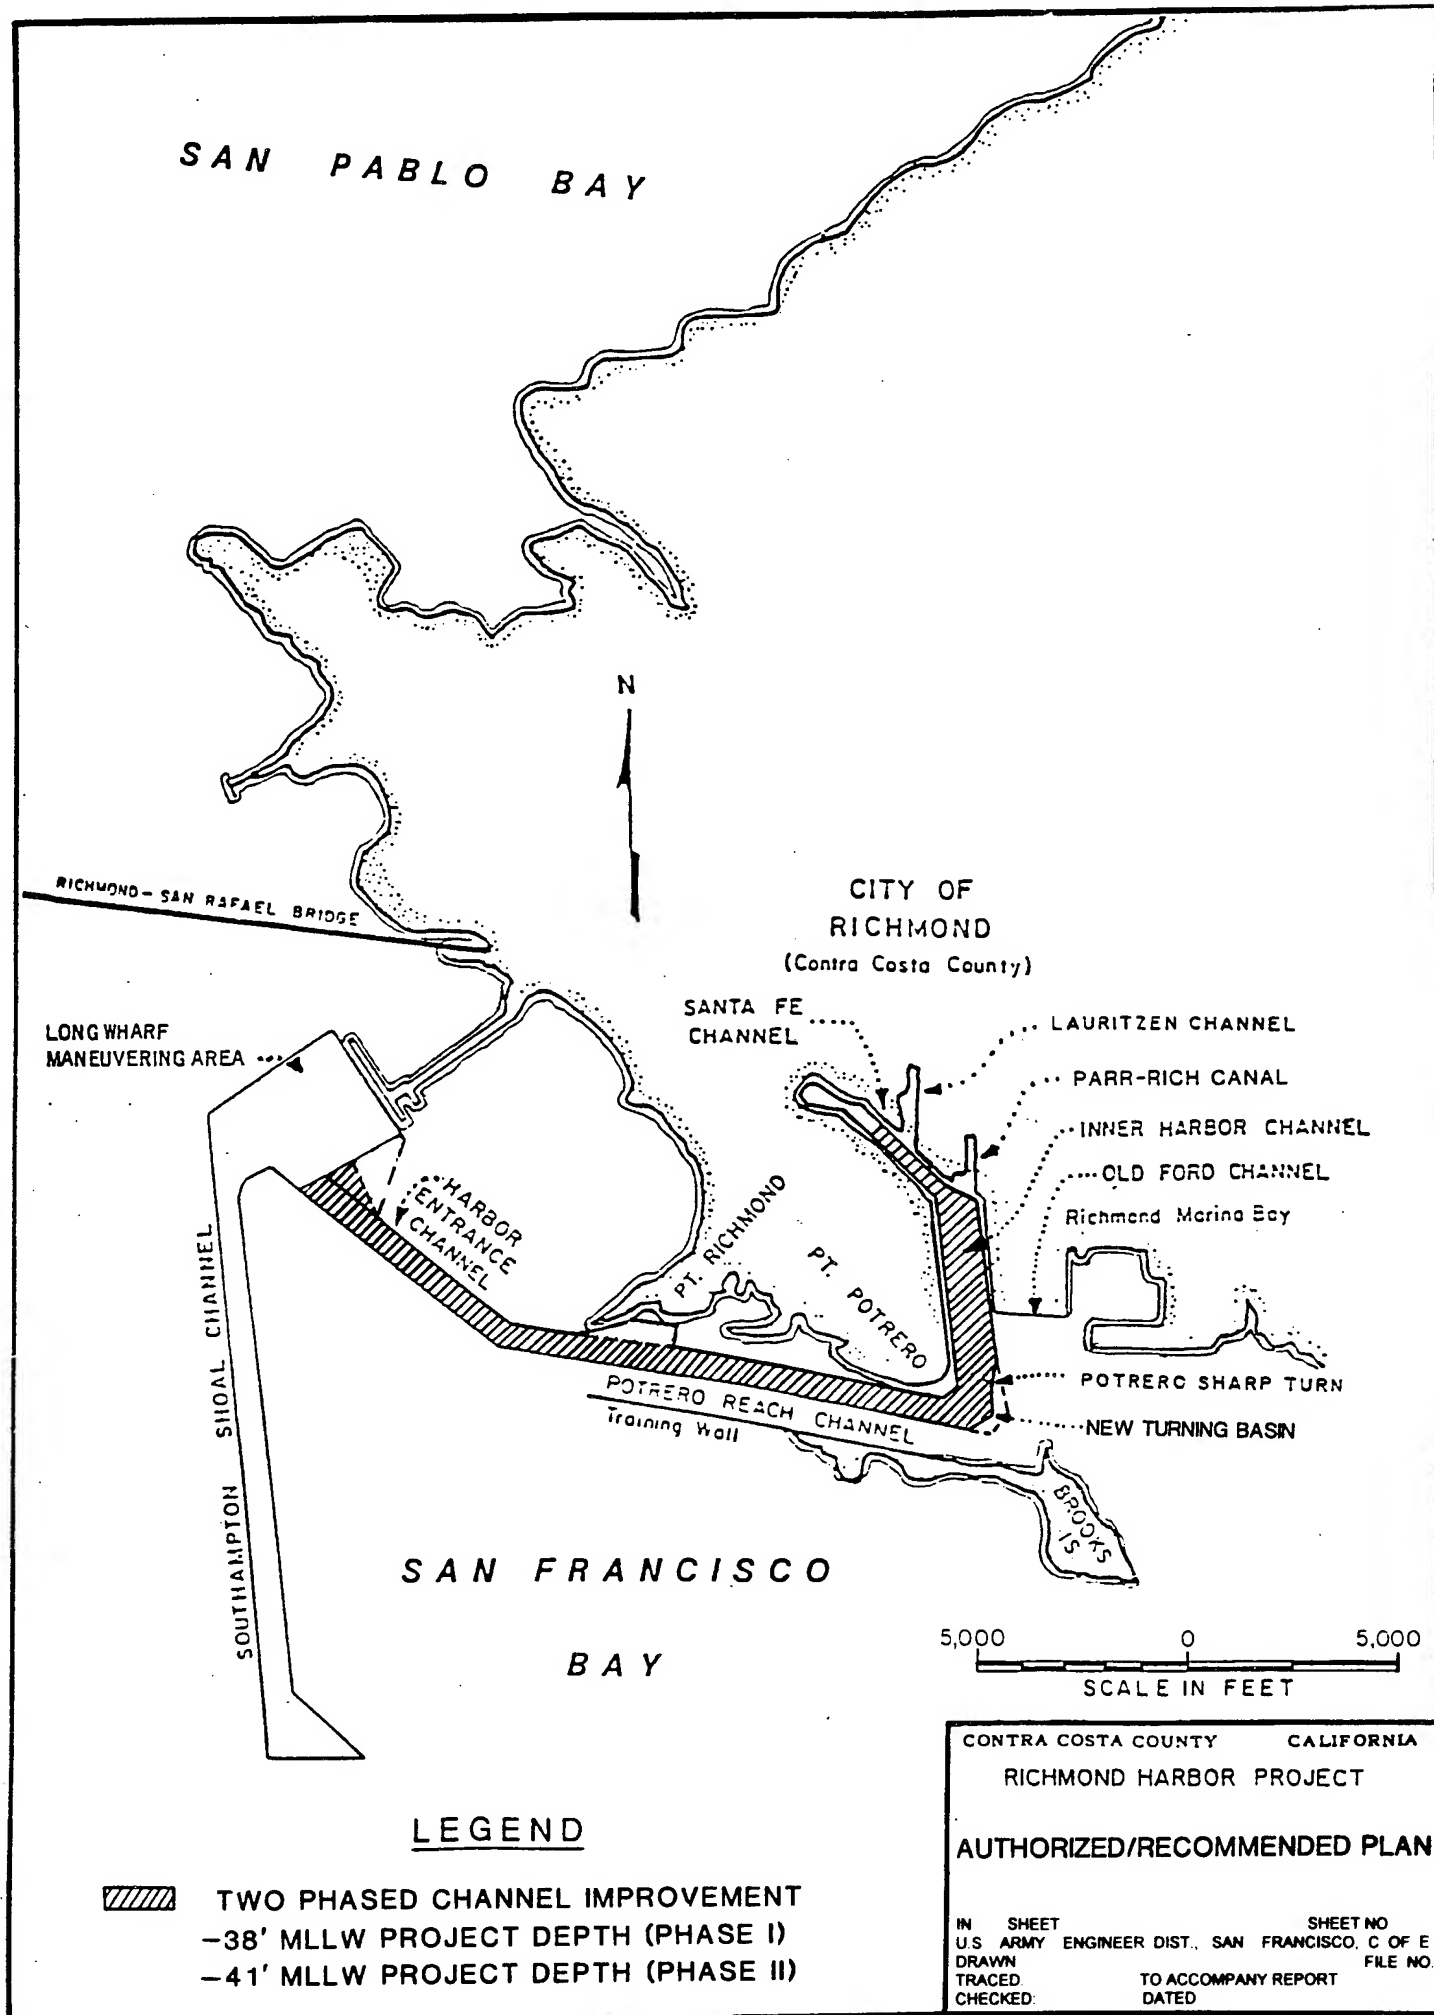 SAN PABLO BAY
N
RICHMOND - SAN RAFAEL BRIDGE
CITY OF
RICHMOND
(Contra Costa County)
SANTA FE
CHANNEL
LAURITZEN CHANNEL
LONG WHARF
MANEUVERING AREA
PARR-RICH CANAL
INNER HARBOR CHANNEL
OLD FORD CHANNEL
Richmond Marina Bay
HARBOR
ENTRANCE
CHANNEL
PT. RICHMOND
PT. POTRERO
SOUTHAMPTON SHOAL CHANNEL
POTRERO SHARP TURN
POTRERO REACH CHANNEL
Training Wall
NEW TURNING BASIN
BROOKS
IS
SAN FRANCISCO
BAY
5,000 0 5,000
SCALE IN FEET
CONTRA COSTA COUNTY CALIFORNIA
RICHMOND HARBOR PROJECT
AUTHORIZED/RECOMMENDED PLAN
IN SHEET SHEET NO
U.S ARMY ENGINEER DIST., SAN FRANCISCO, C OF E
DRAWN FILE NO.
TRACED TO ACCOMPANY REPORT
CHECKED: DATED
LEGEND
TWO PHASED CHANNEL IMPROVEMENT
-38' MLLW PROJECT DEPTH (PHASE I)
-41' MLLW PROJECT DEPTH (PHASE II)